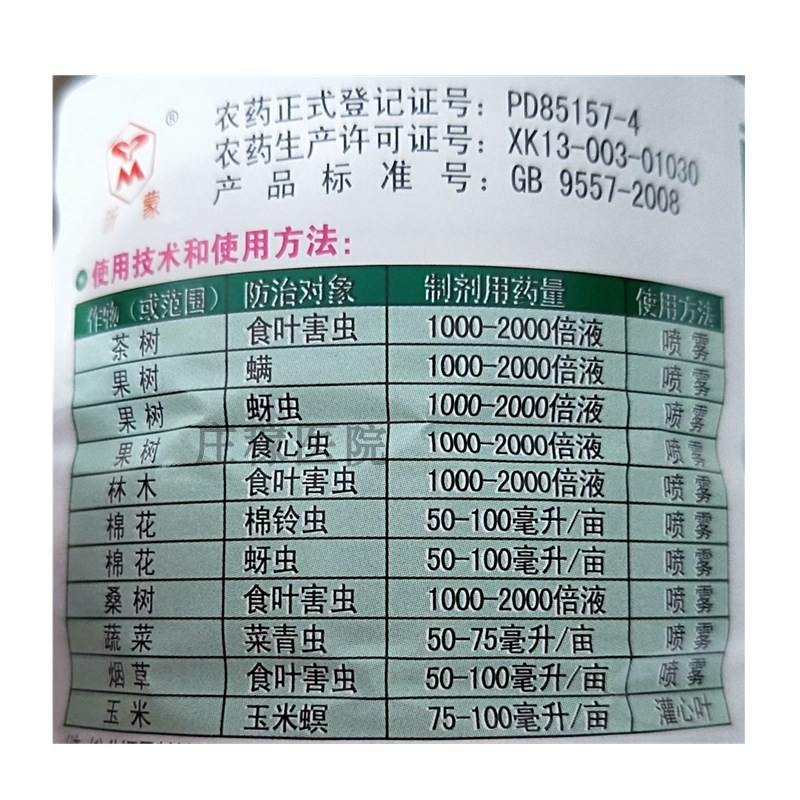 农药正式登记证号：PD85157-4
农药生产许可证号：XK13-003-01030
产品标准号：GB 9557-2008
®
M
蒙
使用技术和使用方法：
作物（或范围） 防治对象 制剂用药量 使用方法
茶树 食叶害虫 1000-2000倍液 喷雾
果树 螨 1000-2000倍液 喷雾
果树 蚜虫 1000-2000倍液 喷雾
果树 食心虫 1000-2000倍液 喷雾
林木 食叶害虫 1000-2000倍液 喷雾
棉花 棉铃虫 50-100毫升/亩 喷雾
棉花 蚜虫 50-100毫升/亩 喷雾
桑树 食叶害虫 1000-2000倍液 喷雾
蔬菜 菜青虫 50-75毫升/亩 喷雾
烟草 食叶害虫 50-100毫升/亩 喷雾
玉米 玉米螟 75-100毫升/亩 灌心叶